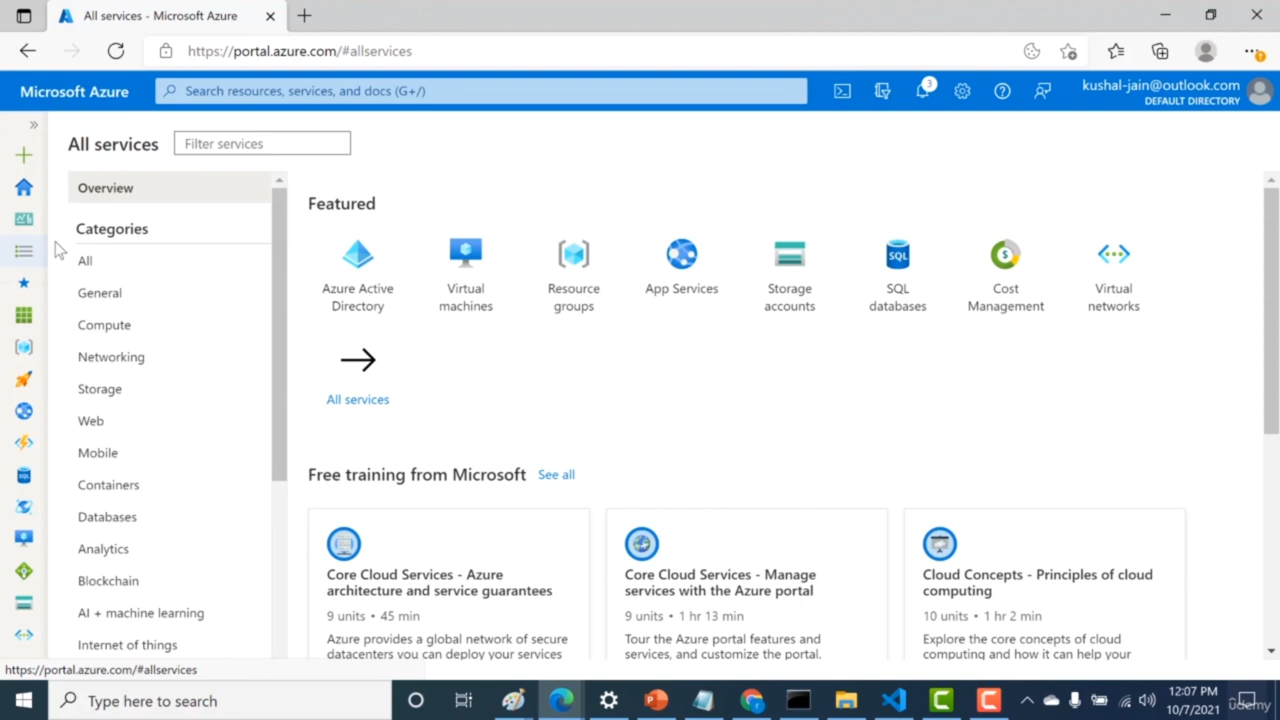 All services - Microsoft Azure
https://portal.azure.com/#allservices
Microsoft Azure
Search resources, services, and docs (G+/)
3
kushal-jain@outlook.com
DEFAULT DIRECTORY
All services
Filter services
Overview
Categories
All
General
Compute
Networking
Storage
Web
Mobile
Containers
Databases
Analytics
Blockchain
AI + machine learning
Internet of things
Featured
Azure Active
Directory
Virtual
machines
Resource
groups
App Services
Storage
accounts
SQL
SQL
databases
Cost
Management
Virtual
networks
All services
Free training from Microsoft
See all
Core Cloud Services - Azure
architecture and service guarantees
9 units • 45 min
Azure provides a global network of secure
datacenters you can deploy your services
Core Cloud Services - Manage
services with the Azure portal
9 units • 1 hr 13 min
Tour the Azure portal features and
services, and customize the portal.
Cloud Concepts - Principles of cloud
computing
10 units • 1 hr 2 min
Explore the core concepts of cloud
computing and how it can help your
https://portal.azure.com/#allservices
Type here to search
12:07 PM
10/7/2021
udemy